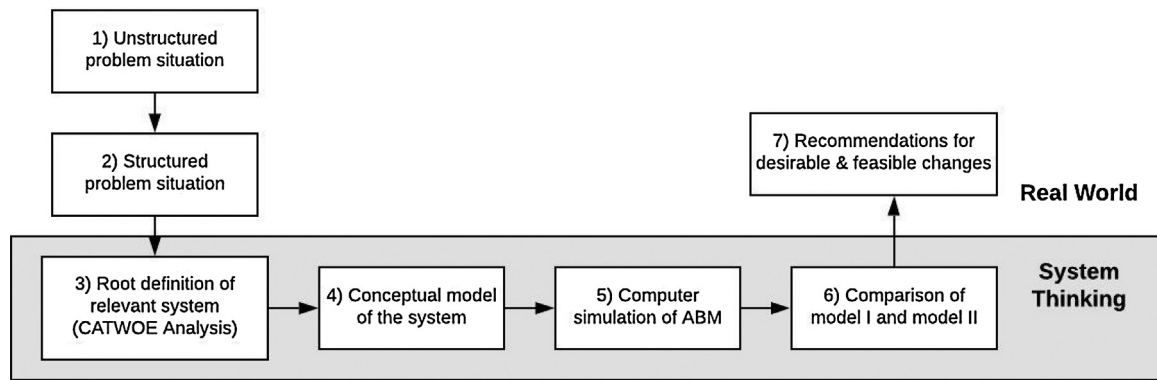 1) Unstructured
problem situation
2) Structured
problem situation
3) Root definition of
relevant system
(CATWOE Analysis)
4) Conceptual model
of the system
5) Computer
simulation of ABM
6) Comparison of
model I and model II
7) Recommendations for
desirable & feasible changes
Real World
System
Thinking